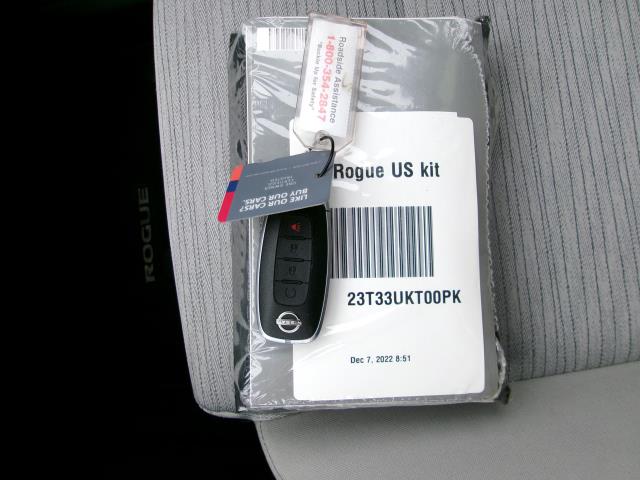 Roadside Assistance
1-800-354-2847
"Buckle Up for Safety"
LIKE OUR CARS?
BUY OUR CARS.
Rogue US kit
23T33UKT00PK
Dec 7, 2022 8:51
NISSAN
ROGUE